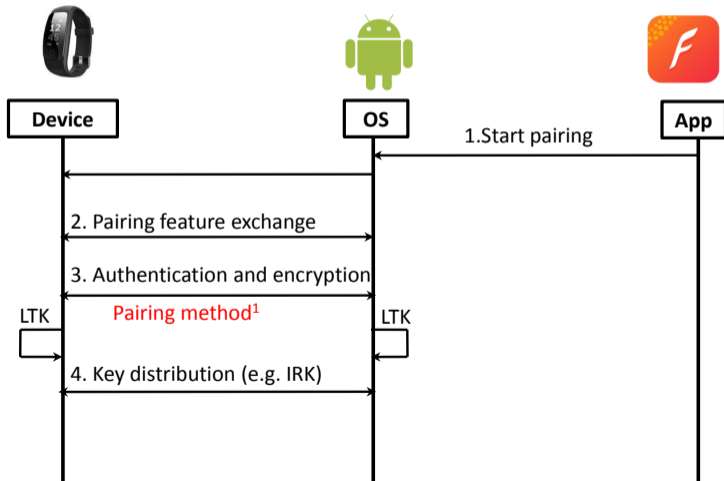 Device
OS
App
1.Start pairing
2. Pairing feature exchange
3. Authentication and encryption
Pairing method¹
LTK
LTK
4. Key distribution (e.g. IRK)